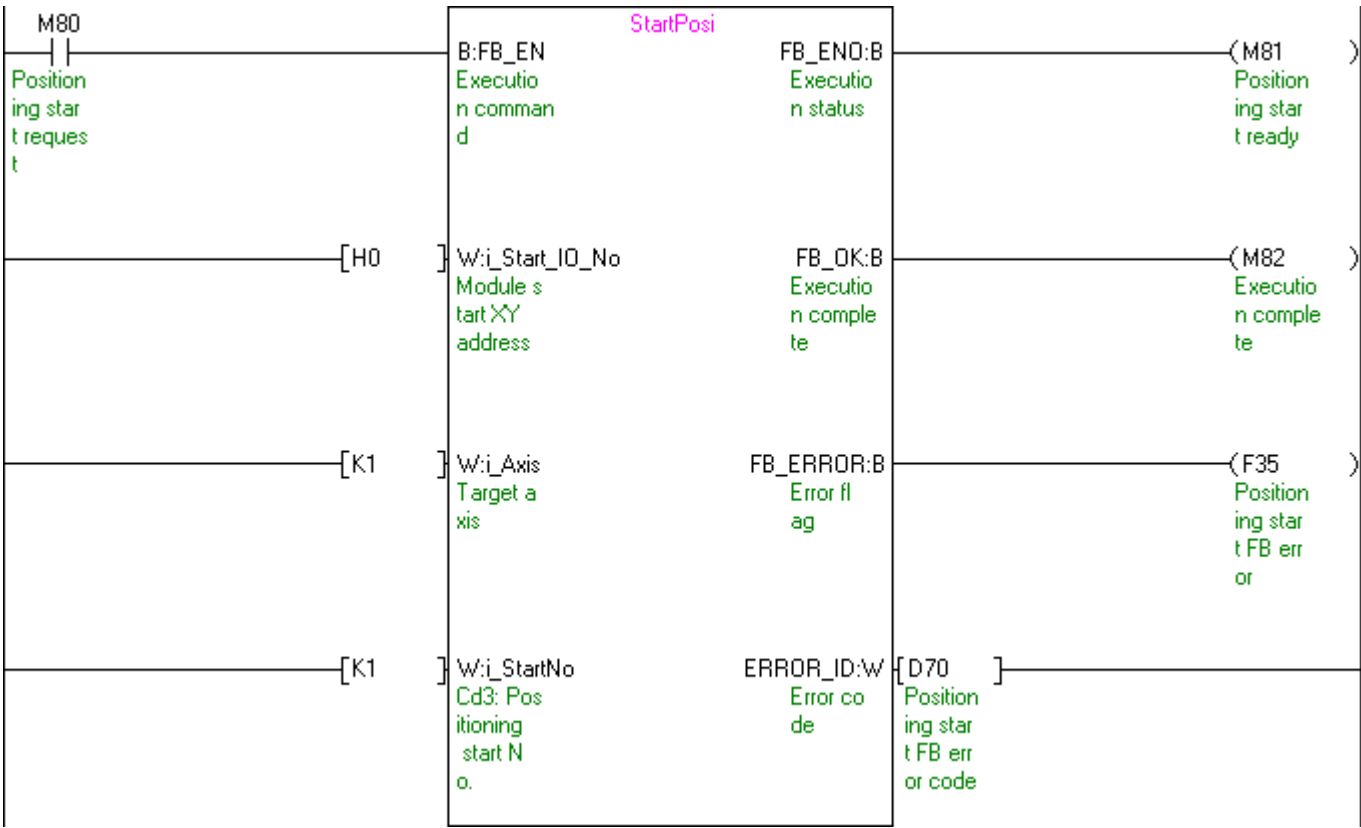 M80
StartPosi
B:FB_EN
FB_ENO:B
(M81 )
Position
ing star
t reques
t
Executio
n comman
d
Executio
n status
Position
ing star
t ready
[H0 ]
W:i_Start_IO_No
FB_OK:B
(M82 )
Module s
tart XY
address
Executio
n comple
te
Executio
n comple
te
[K1 ]
W:i_Axis
FB_ERROR:B
(F35 )
Target a
xis
Error fl
ag
Position
ing star
t FB err
or
[K1 ]
W:i_StartNo
ERROR_ID:W
[D70 ]
Cd3: Pos
itioning
start N
o.
Error co
de
Position
ing star
t FB err
or code